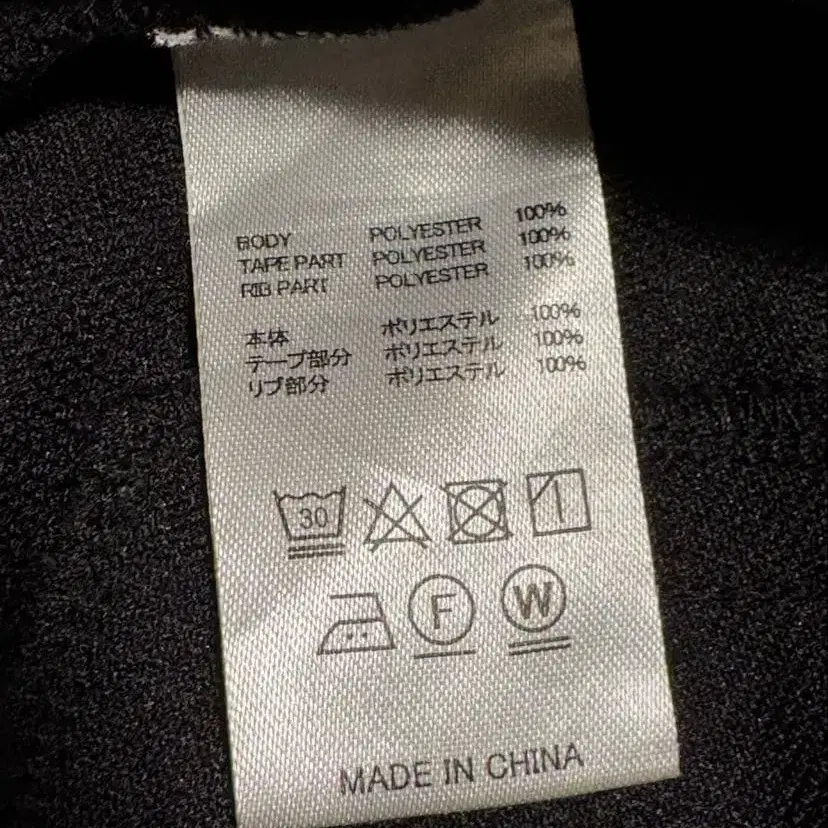 BODY POLYESTER 100%
TAPE PART POLYESTER 100%
RIB PART POLYESTER 100%
本体 ポリエステル 100%
テープ部分 ポリエステル 100%
リブ部分 ポリエステル 100%
30
F W
MADE IN CHINA